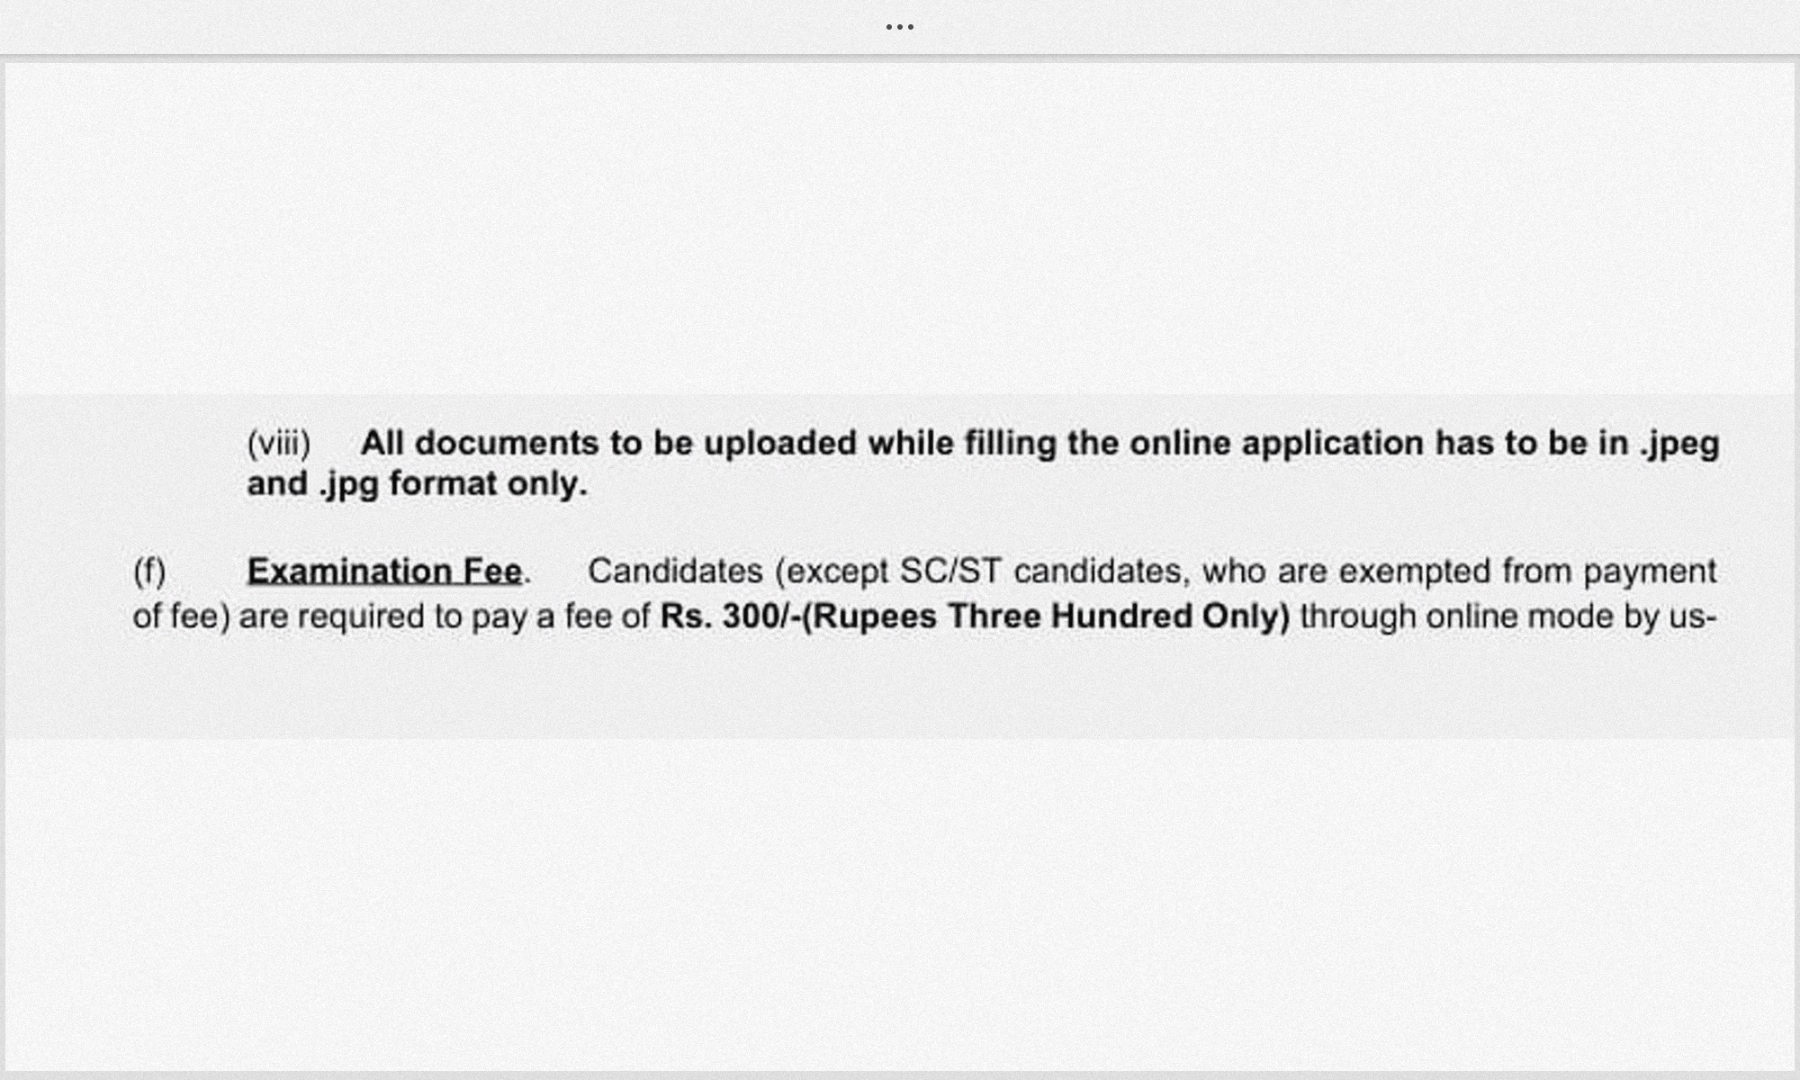 (viii) All documents to be uploaded while filling the online application has to be in .jpeg
and .jpg format only.
(f) Examination Fee. Candidates (except SC/ST candidates, who are exempted from payment
of fee) are required to pay a fee of Rs. 300/-(Rupees Three Hundred Only) through online mode by us-